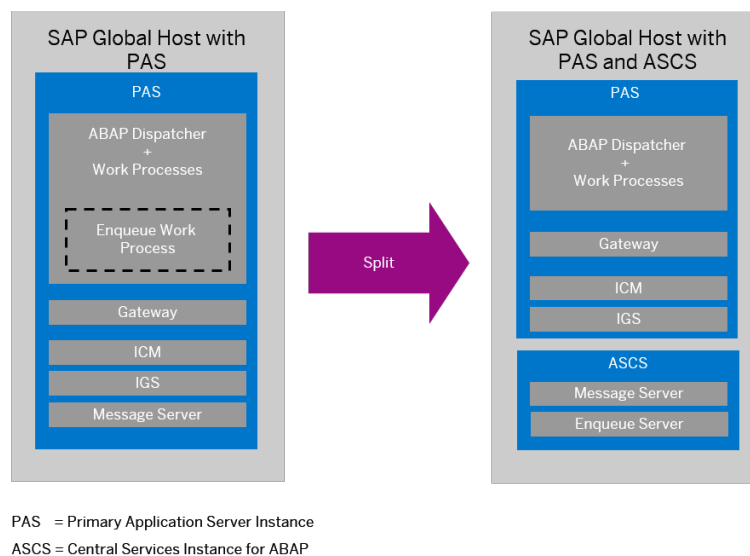 SAP Global Host with
PAS
PAS
ABAP Dispatcher
+
Work Processes
Enqueue Work
Process
Gateway
ICM
IGS
Message Server
Split
SAP Global Host with
PAS and ASCS
PAS
ABAP Dispatcher
+
Work Processes
Gateway
ICM
IGS
ASCS
Message Server
Enqueue Server
PAS = Primary Application Server Instance
ASCS = Central Services Instance for ABAP